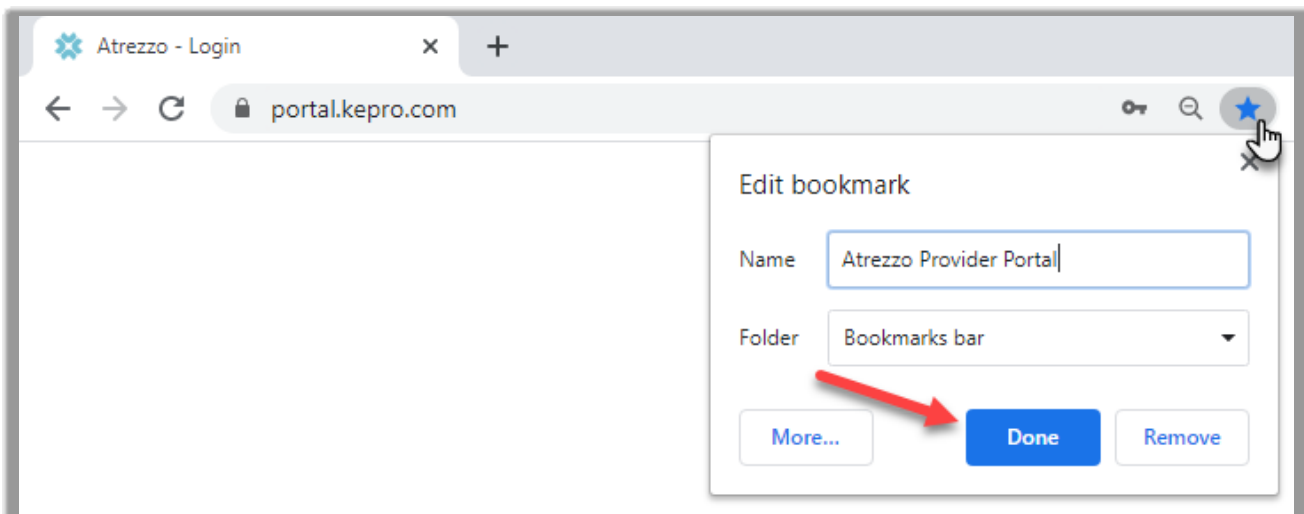 Atrezzo - Login
portal.kepro.com
Edit bookmark
Name Atrezzo Provider Portal
Folder Bookmarks bar
More... Done Remove